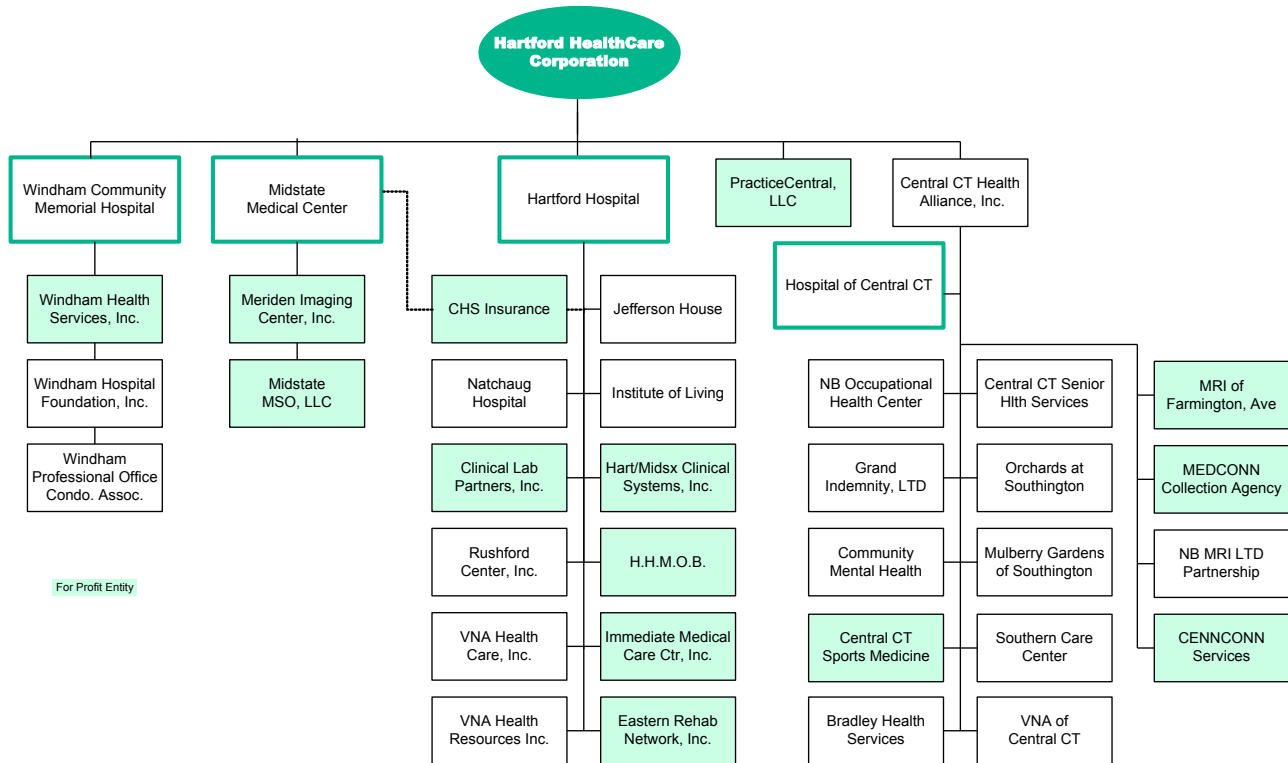 Hartford HealthCare
Corporation
Windham Community
Memorial Hospital
Midstate
Medical Center
Hartford Hospital
PracticeCentral,
LLC
Central CT Health
Alliance, Inc.
Hospital of Central CT
Windham Health
Services, Inc.
Meriden Imaging
Center, Inc.
CHS Insurance
Jefferson House
Windham Hospital
Foundation, Inc.
Midstate
MSO, LLC
Natchaug
Hospital
Institute of Living
NB Occupational
Health Center
Central CT Senior
Hlth Services
MRI of
Farmington, Ave
Windham
Professional Office
Condo. Assoc.
Clinical Lab
Partners, Inc.
Hart/Midsx Clinical
Systems, Inc.
Grand
Indemnity, LTD
Orchards at
Southington
MEDCONN
Collection Agency
For Profit Entity
Rushford
Center, Inc.
H.H.M.O.B.
Community
Mental Health
Mulberry Gardens
of Southington
NB MRI LTD
Partnership
VNA Health
Care, Inc.
Immediate Medical
Care Ctr, Inc.
Central CT
Sports Medicine
Southern Care
Center
CENNCONN
Services
VNA Health
Resources Inc.
Eastern Rehab
Network, Inc.
Bradley Health
Services
VNA of
Central CT